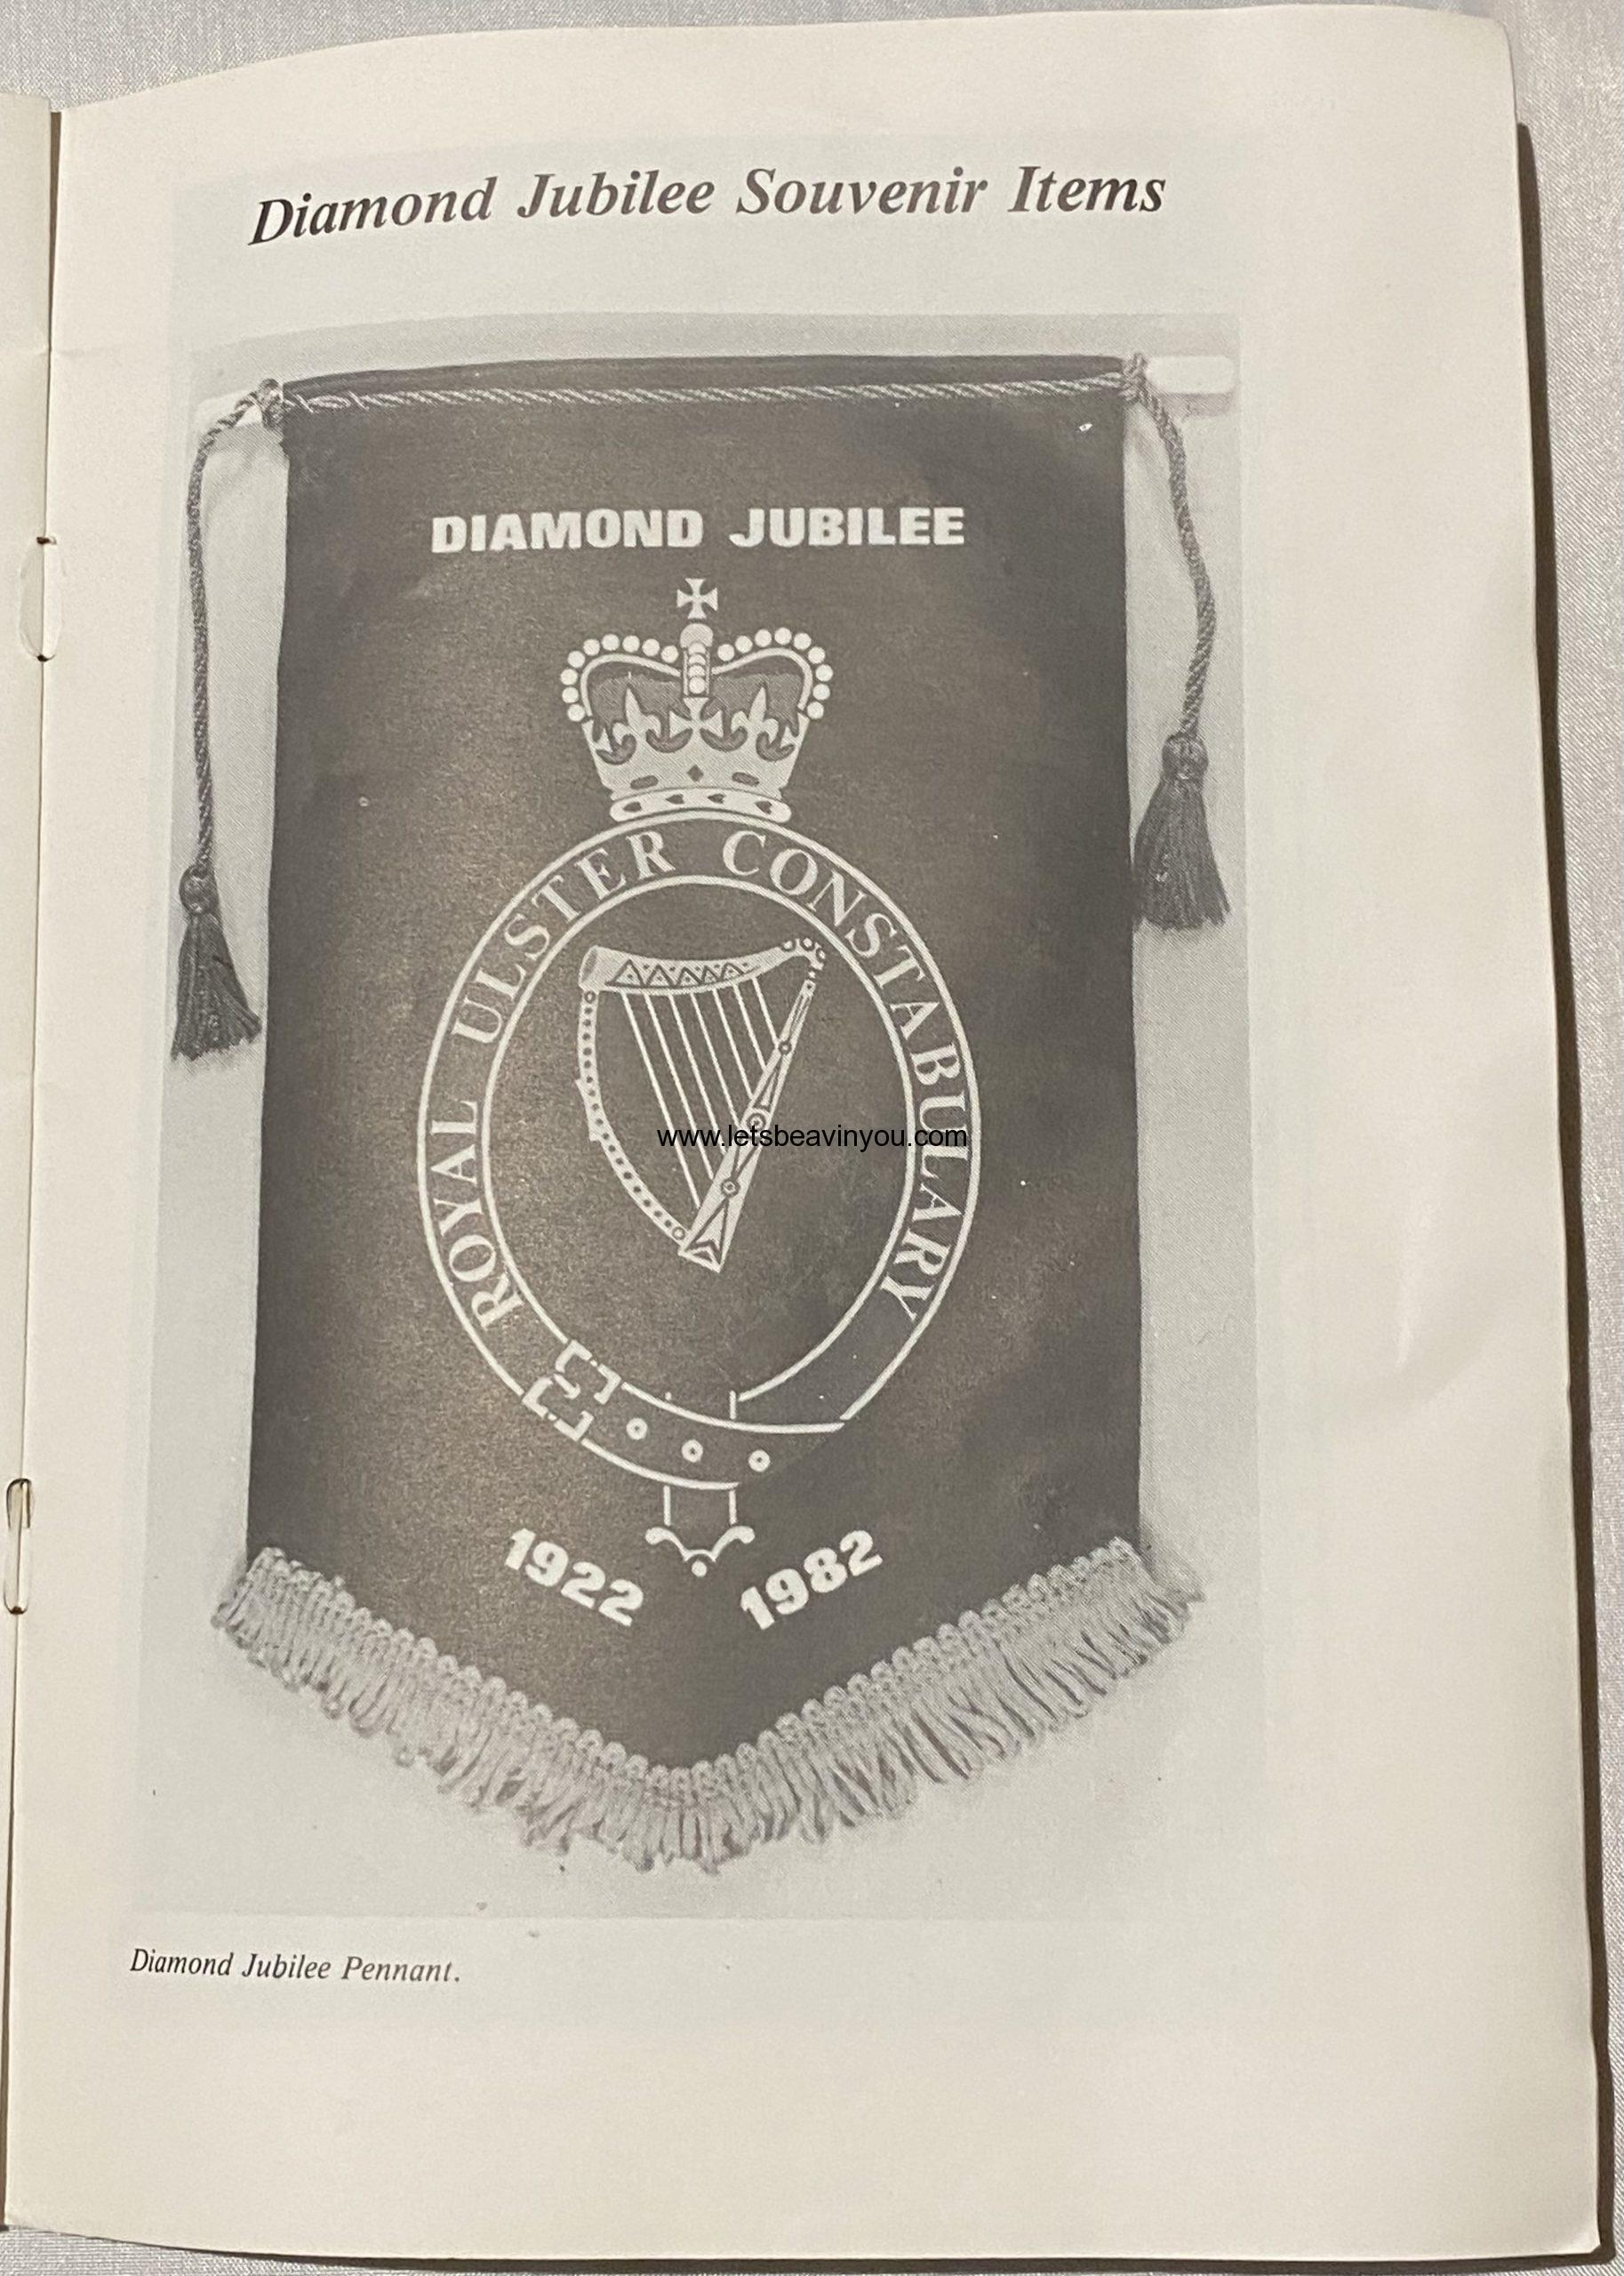 Diamond Jubilee Souvenir Items
DIAMOND JUBILEE
ROYAL ULSTER CONSTABULARY
www.letsbeavinyou.com
1922 1982
Diamond Jubilee Pennant.